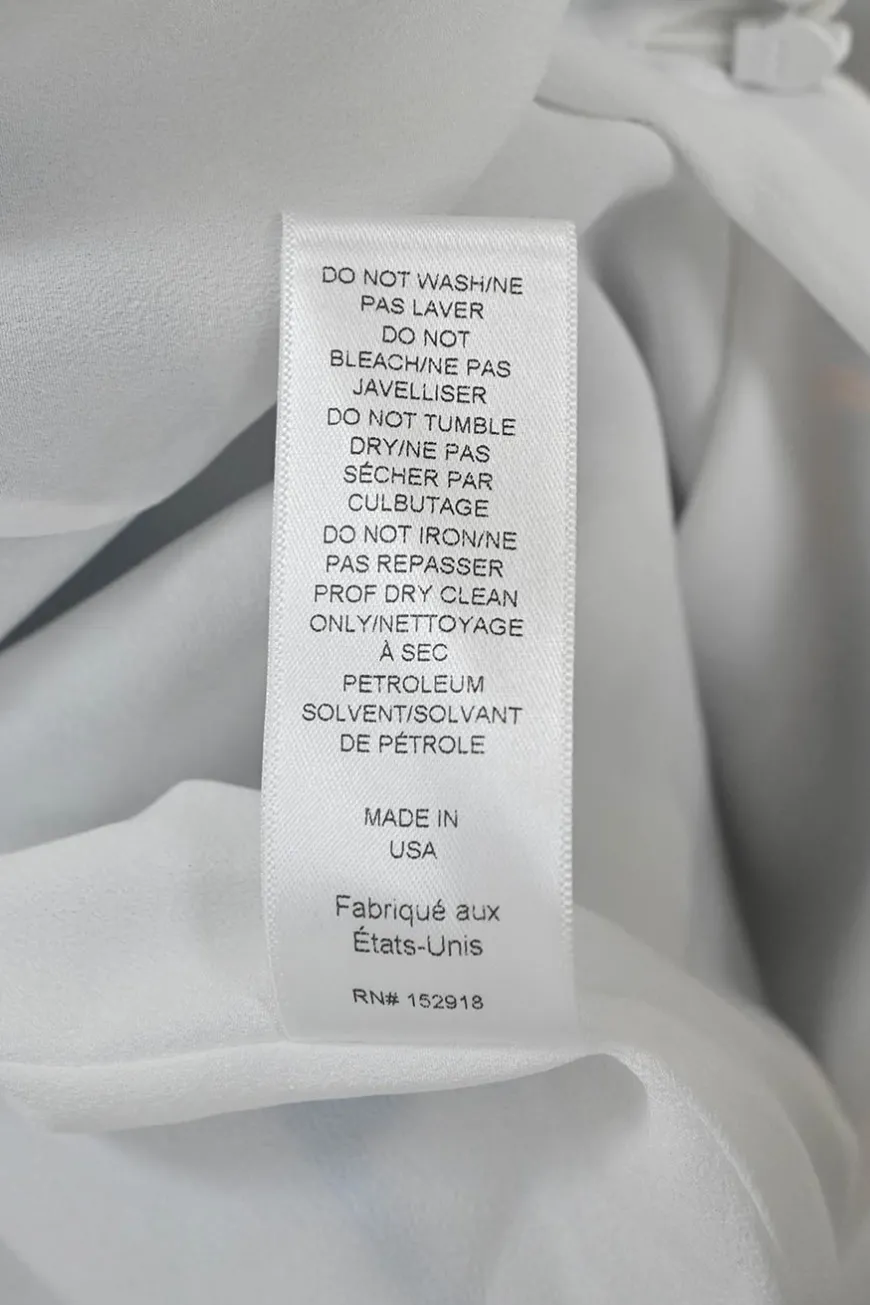 DO NOT WASH/NE
PAS LAVER
DO NOT
BLEACH/NE PAS
JAVELLISER
DO NOT TUMBLE
DRY/NE PAS
SÉCHER PAR
CULBUTAGE
DO NOT IRON/NE
PAS REPASSER
PROF DRY CLEAN
ONLY/NETTOYAGE
À SEC
PETROLEUM
SOLVENT/SOLVANT
DE PÉTROLE
MADE IN
USA
Fabriqué aux
États-Unis
RN# 152918